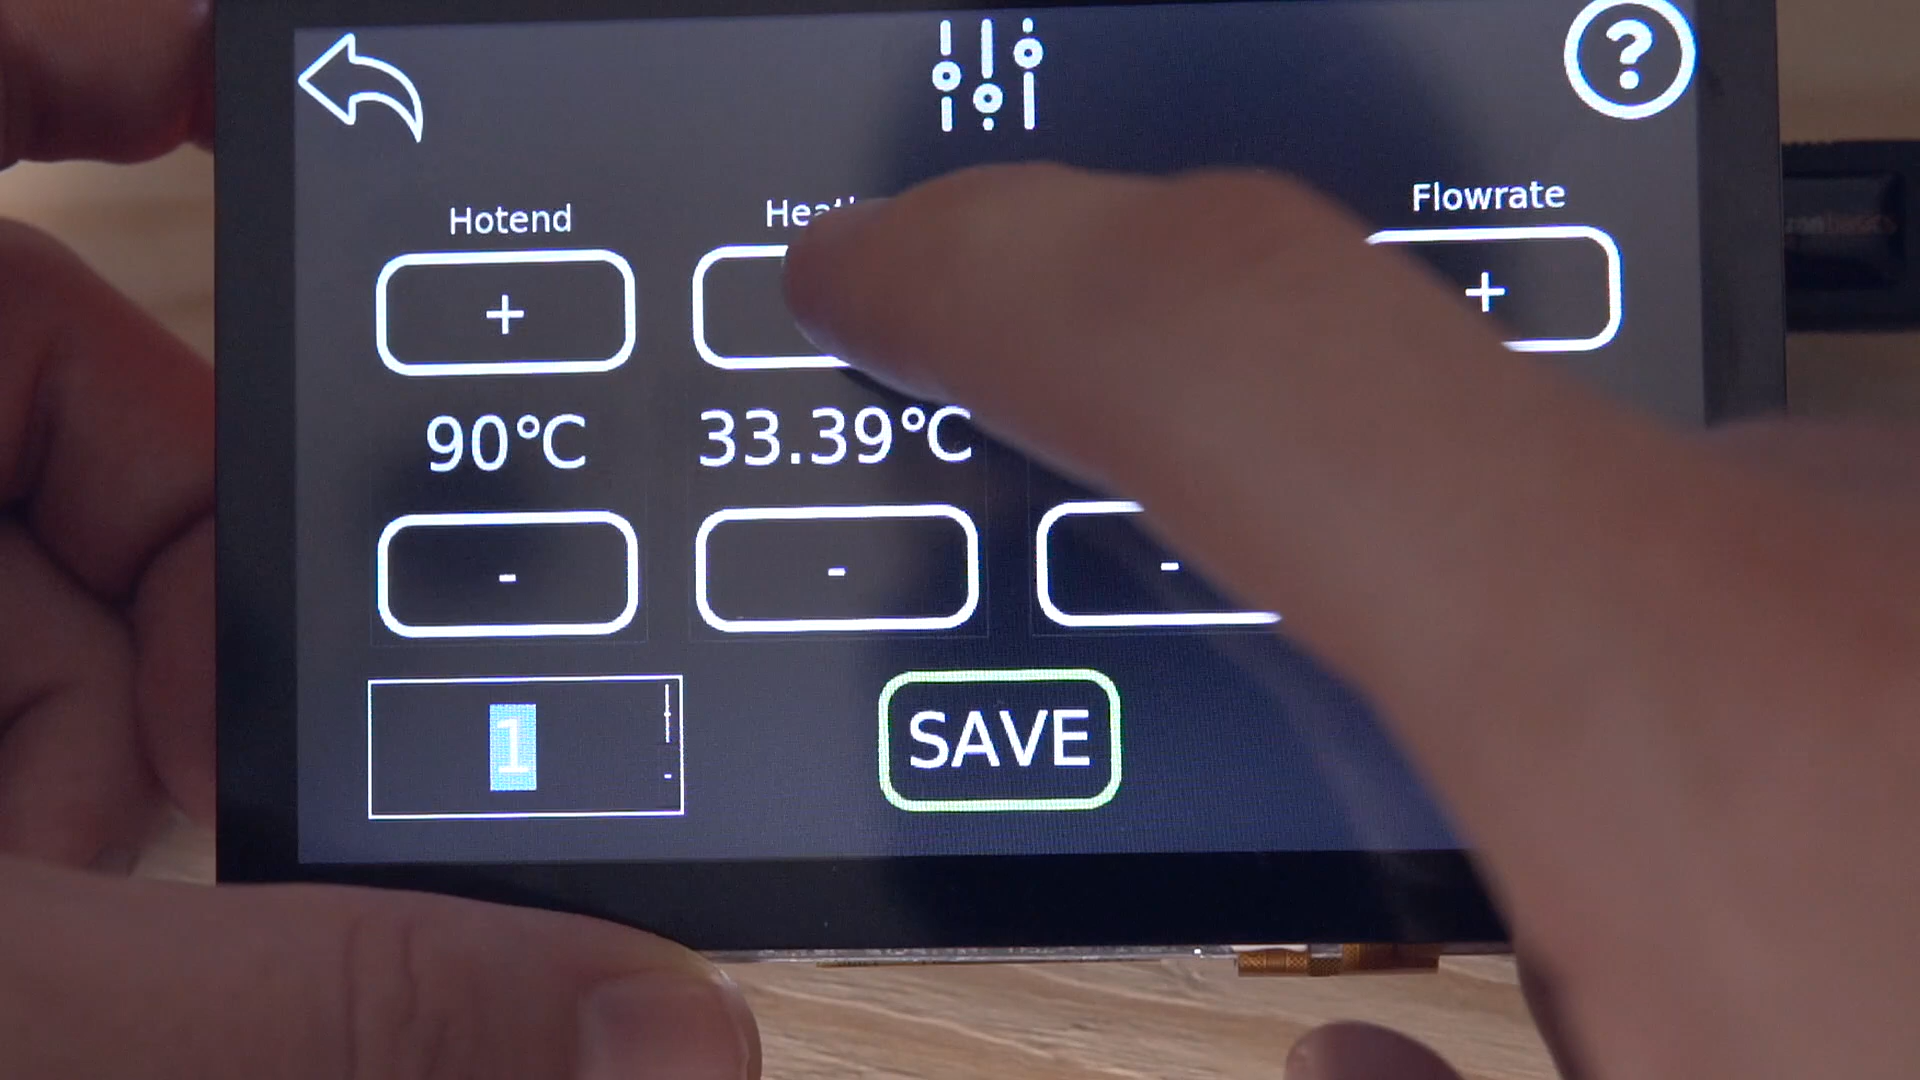 ?
Hotend
Flowrate
+
+
90°C
33.39°C
-
-
-
1
SAVE